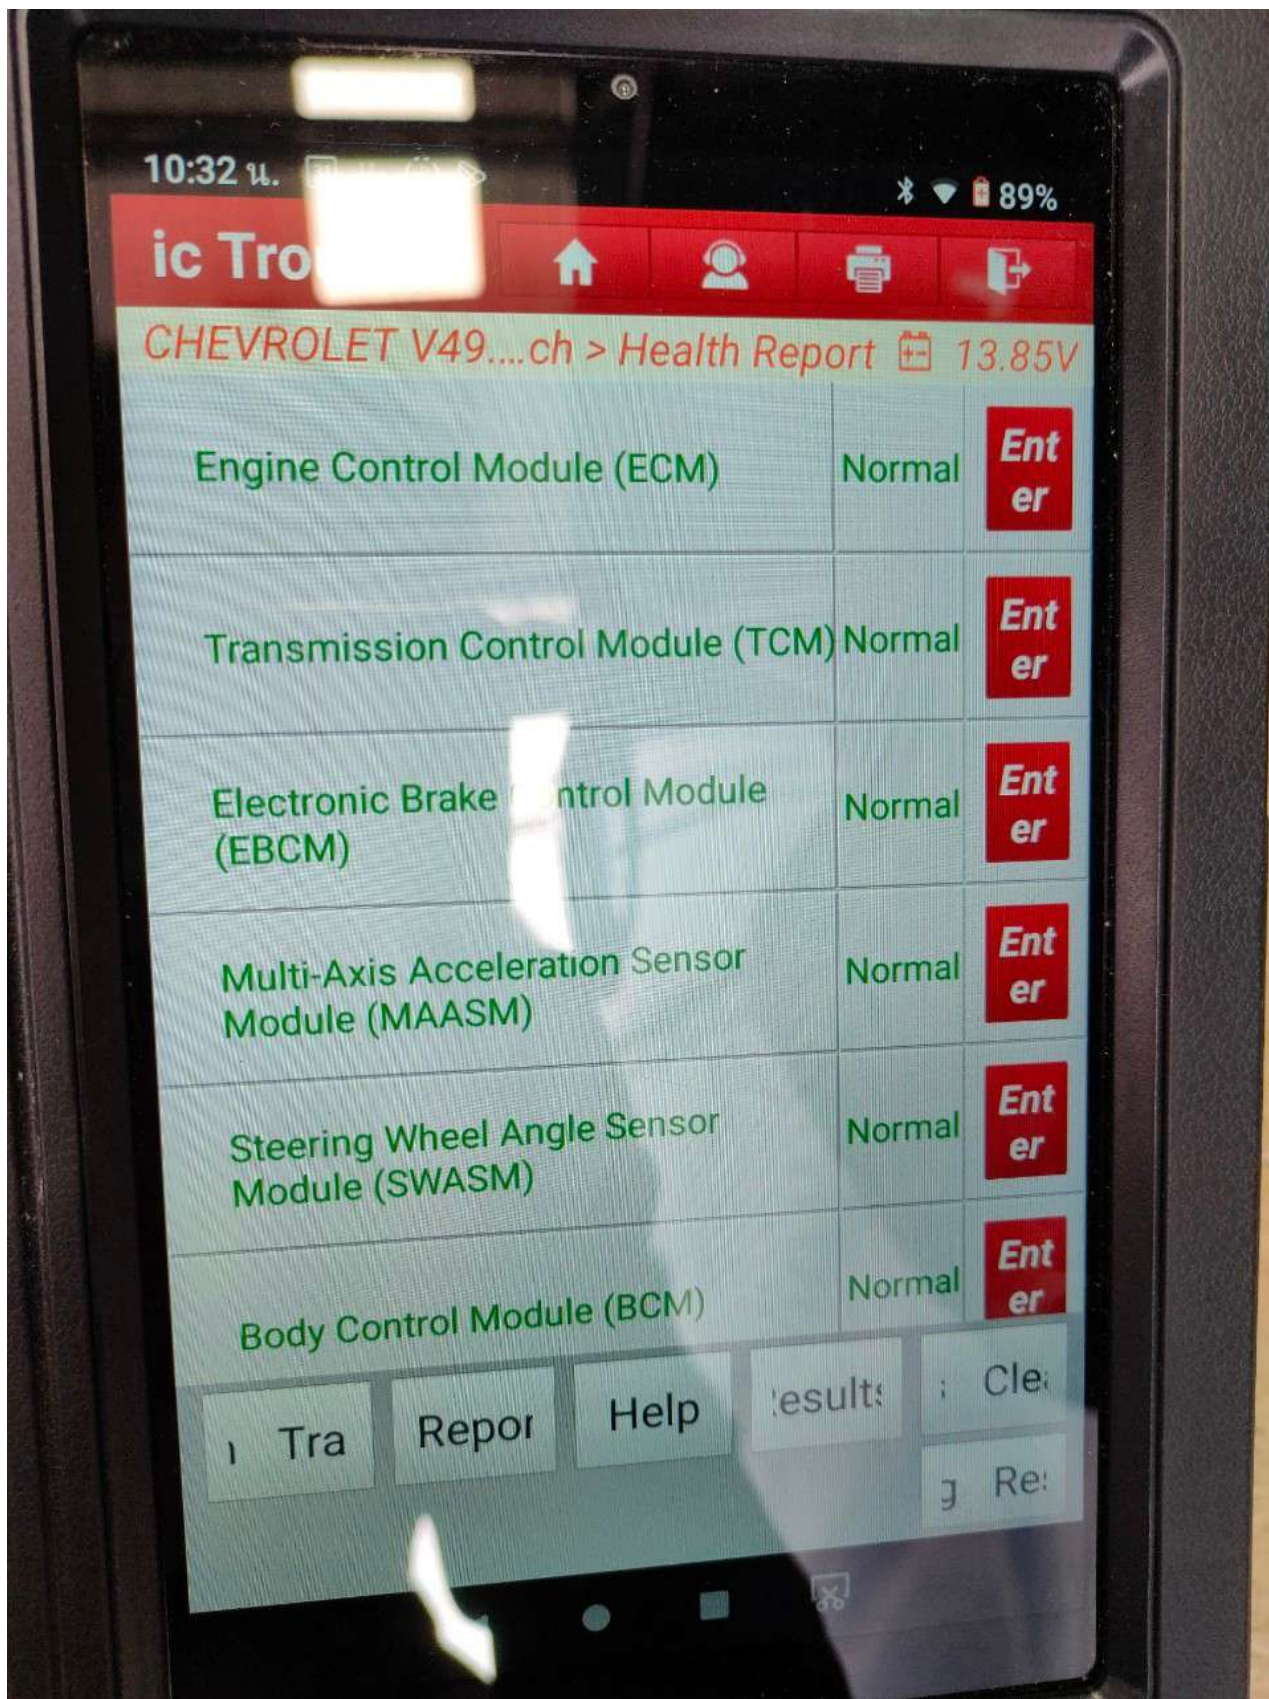 10:32 น.
89%
ic Tro
CHEVROLET V49....ch > Health Report 13.85V
Engine Control Module (ECM) Normal Ent
er
Transmission Control Module (TCM) Normal Ent
er
Electronic Brake ntrol Module
(EBCM) Normal Ent
er
Multi-Axis Acceleration Sensor
Module (MAASM) Normal Ent
er
Steering Wheel Angle Sensor
Module (SWASM) Normal Ent
er
Body Control Module (BCM) Normal Ent
er
Tra Repor Help esults Clea
g Res